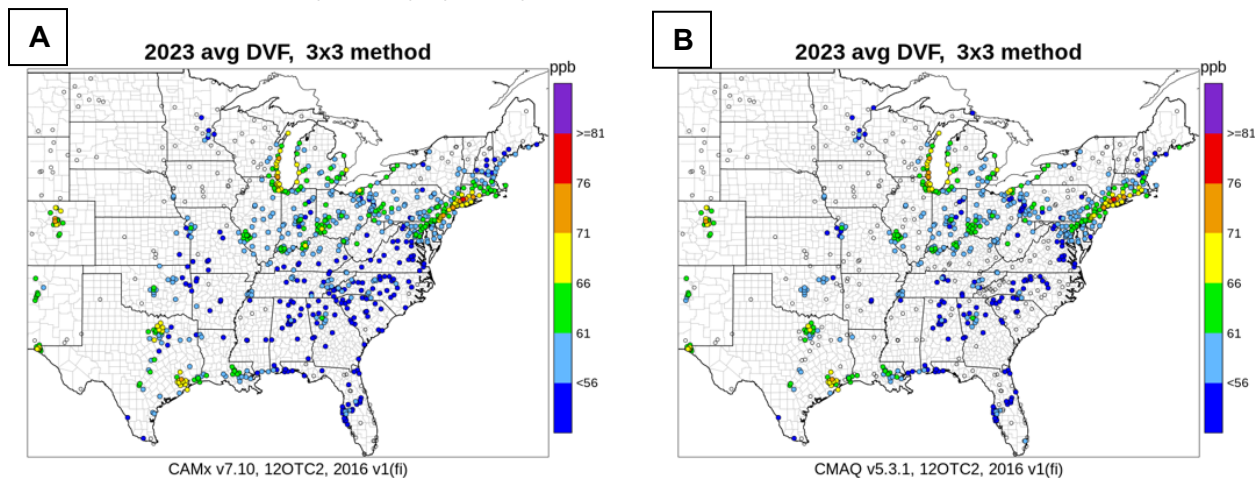 A
2023 avg DVF, 3x3 method
ppb
>=81
76
71
66
61
<56
CAMx v7.10, 12OTC2, 2016 v1(fi)
B
2023 avg DVF, 3x3 method
ppb
>=81
76
71
66
61
<56
CMAQ v5.3.1, 12OTC2, 2016 v1(fi)